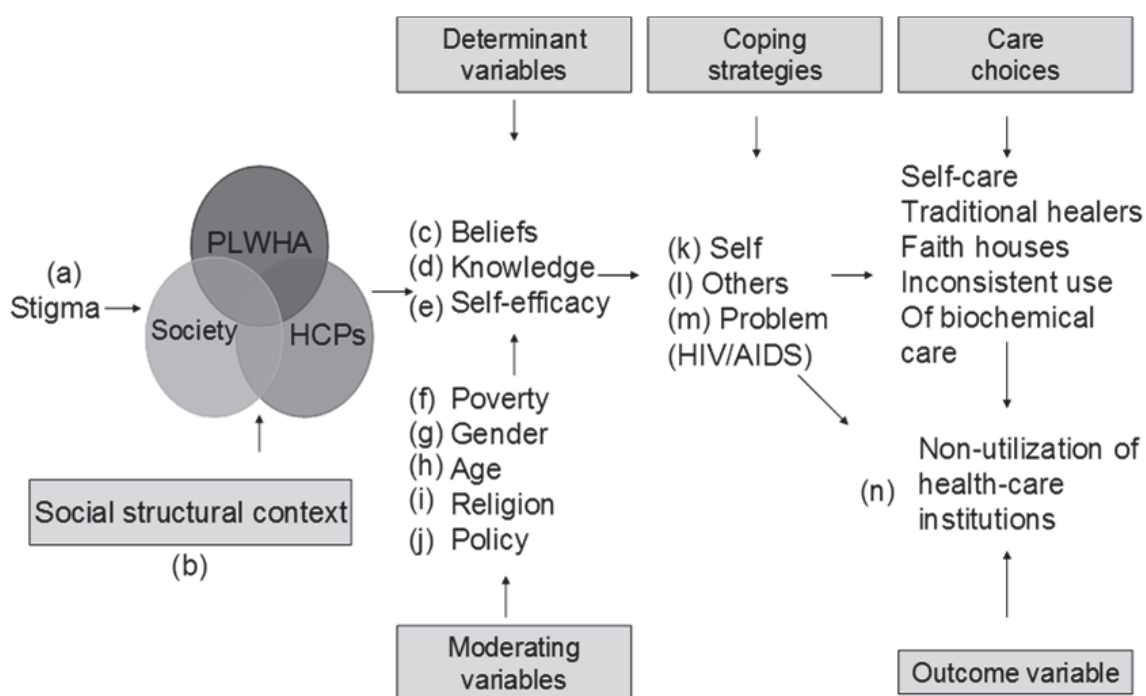 Determinant
variables
Coping
strategies
Care
choices
(a)
Stigma
PLWHA
Society
HCPs
Social structural context
(b)
(c) Beliefs
(d) Knowledge
(e) Self-efficacy
(f) Poverty
(g) Gender
(h) Age
(i) Religion
(j) Policy
Moderating
variables
(k) Self
(l) Others
(m) Problem
(HIV/AIDS)
Self-care
Traditional healers
Faith houses
Inconsistent use
Of biochemical
care
(n)
Non-utilization of
health-care
institutions
Outcome variable